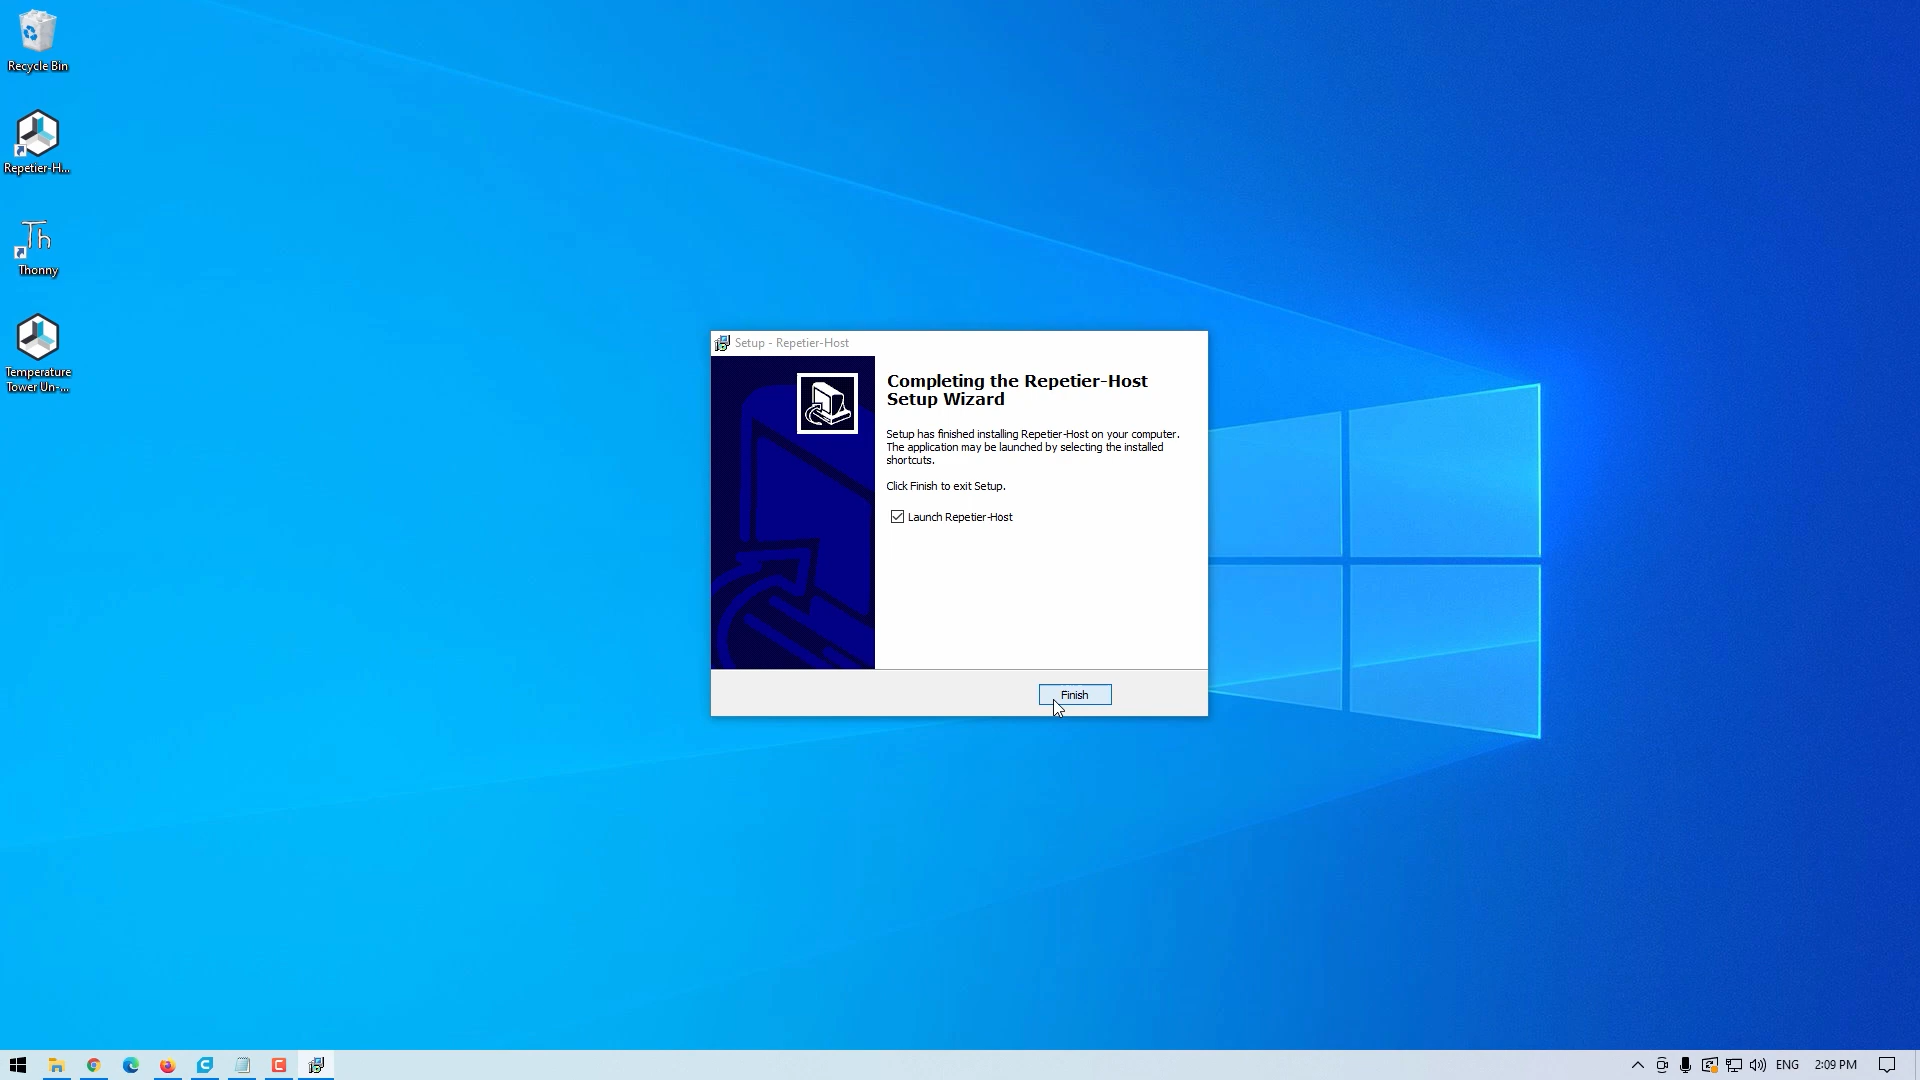 Recycle Bin
Repetier-H...
Th
Thonny
Temperature
Tower Un-...
Setup - Repetier-Host
Completing the Repetier-Host
Setup Wizard
Setup has finished installing Repetier-Host on your computer.
The application may be launched by selecting the installed
shortcuts.
Click Finish to exit Setup.
Launch Repetier-Host
Finish
ENG
2:09 PM